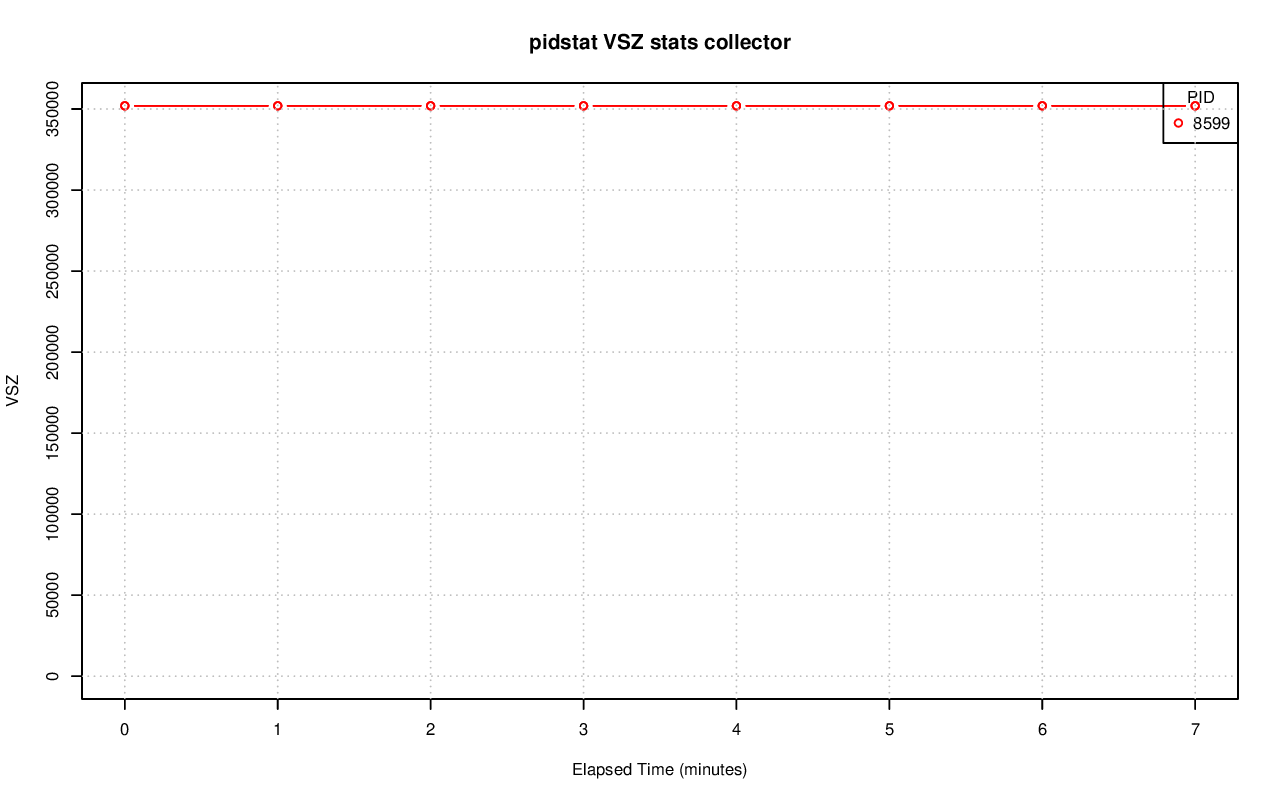 pidstat VSZ stats collector
PID
8599
350000
300000
250000
200000
150000
100000
50000
0
VSZ
0 1 2 3 4 5 6 7
Elapsed Time (minutes)